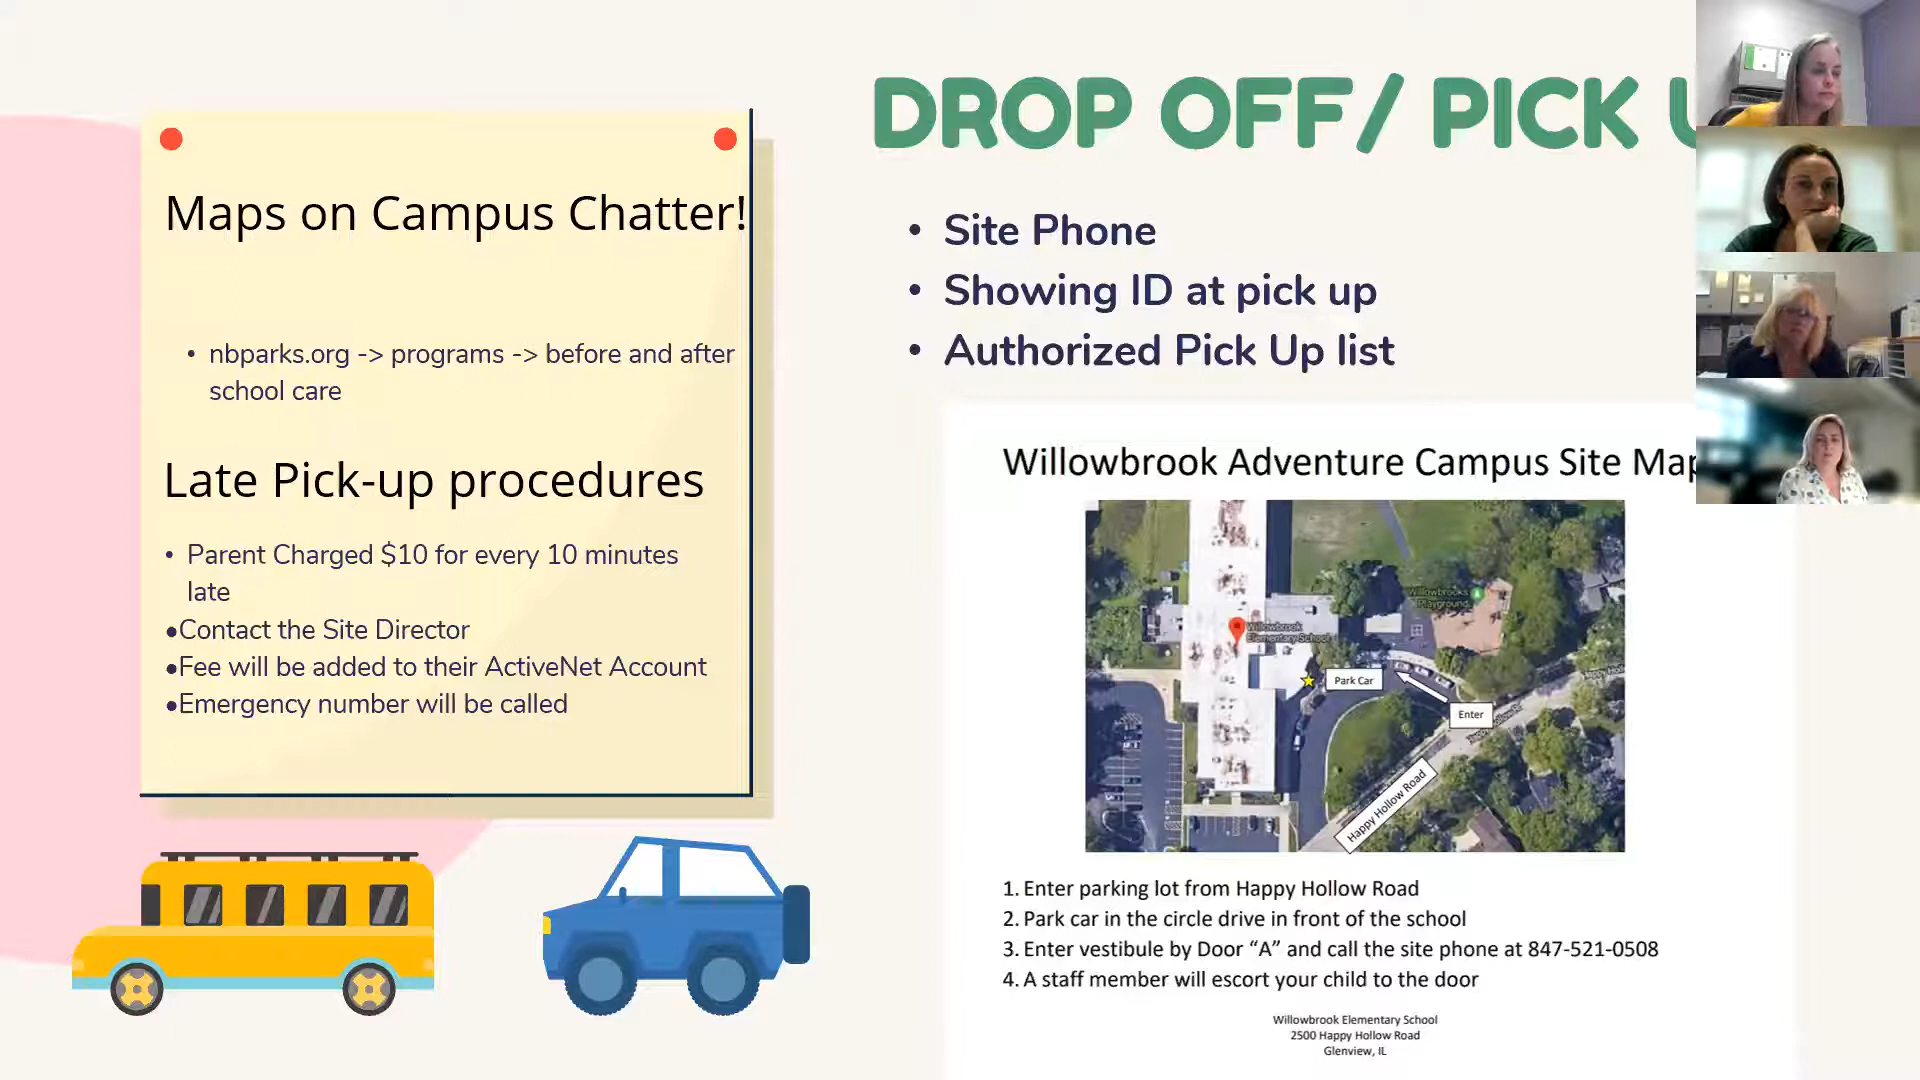 DROP OFF/ PICK U
Maps on Campus Chatter!
• nbparks.org -> programs -> before and after
school care
Late Pick-up procedures
• Parent Charged $10 for every 10 minutes
late
•Contact the Site Director
•Fee will be added to their ActiveNet Account
•Emergency number will be called
• Site Phone
• Showing ID at pick up
• Authorized Pick Up list
Willowbrook Adventure Campus Site Map
Willowbrooks
Playground
Willowbrook
Elementary School
Park Car
Enter
Happy Hollow Road
1. Enter parking lot from Happy Hollow Road
2. Park car in the circle drive in front of the school
3. Enter vestibule by Door “A” and call the site phone at 847-521-0508
4. A staff member will escort your child to the door
Willowbrook Elementary School
2500 Happy Hollow Road
Glenview, IL